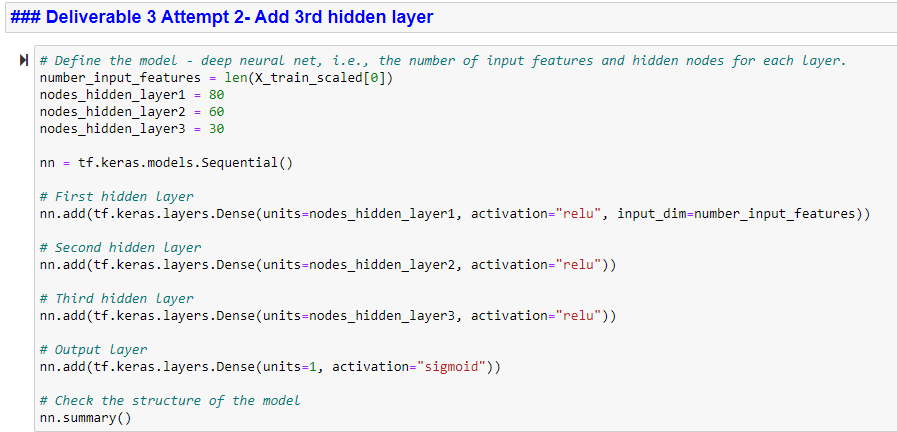 ### Deliverable 3 Attempt 2- Add 3rd hidden layer
# Define the model - deep neural net, i.e., the number of input features and hidden nodes for each layer.
number_input_features = len(X_train_scaled[0])
nodes_hidden_layer1 = 80
nodes_hidden_layer2 = 60
nodes_hidden_layer3 = 30
nn = tf.keras.models.Sequential()
# First hidden layer
nn.add(tf.keras.layers.Dense(units=nodes_hidden_layer1, activation="relu", input_dim=number_input_features))
# Second hidden layer
nn.add(tf.keras.layers.Dense(units=nodes_hidden_layer2, activation="relu"))
# Third hidden layer
nn.add(tf.keras.layers.Dense(units=nodes_hidden_layer3, activation="relu"))
# Output layer
nn.add(tf.keras.layers.Dense(units=1, activation="sigmoid"))
# Check the structure of the model
nn.summary()